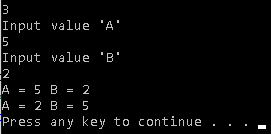 3
Input value 'A'
5
Input value 'B'
2
A = 5 B = 2
A = 2 B = 5
Press any key to continue . . .